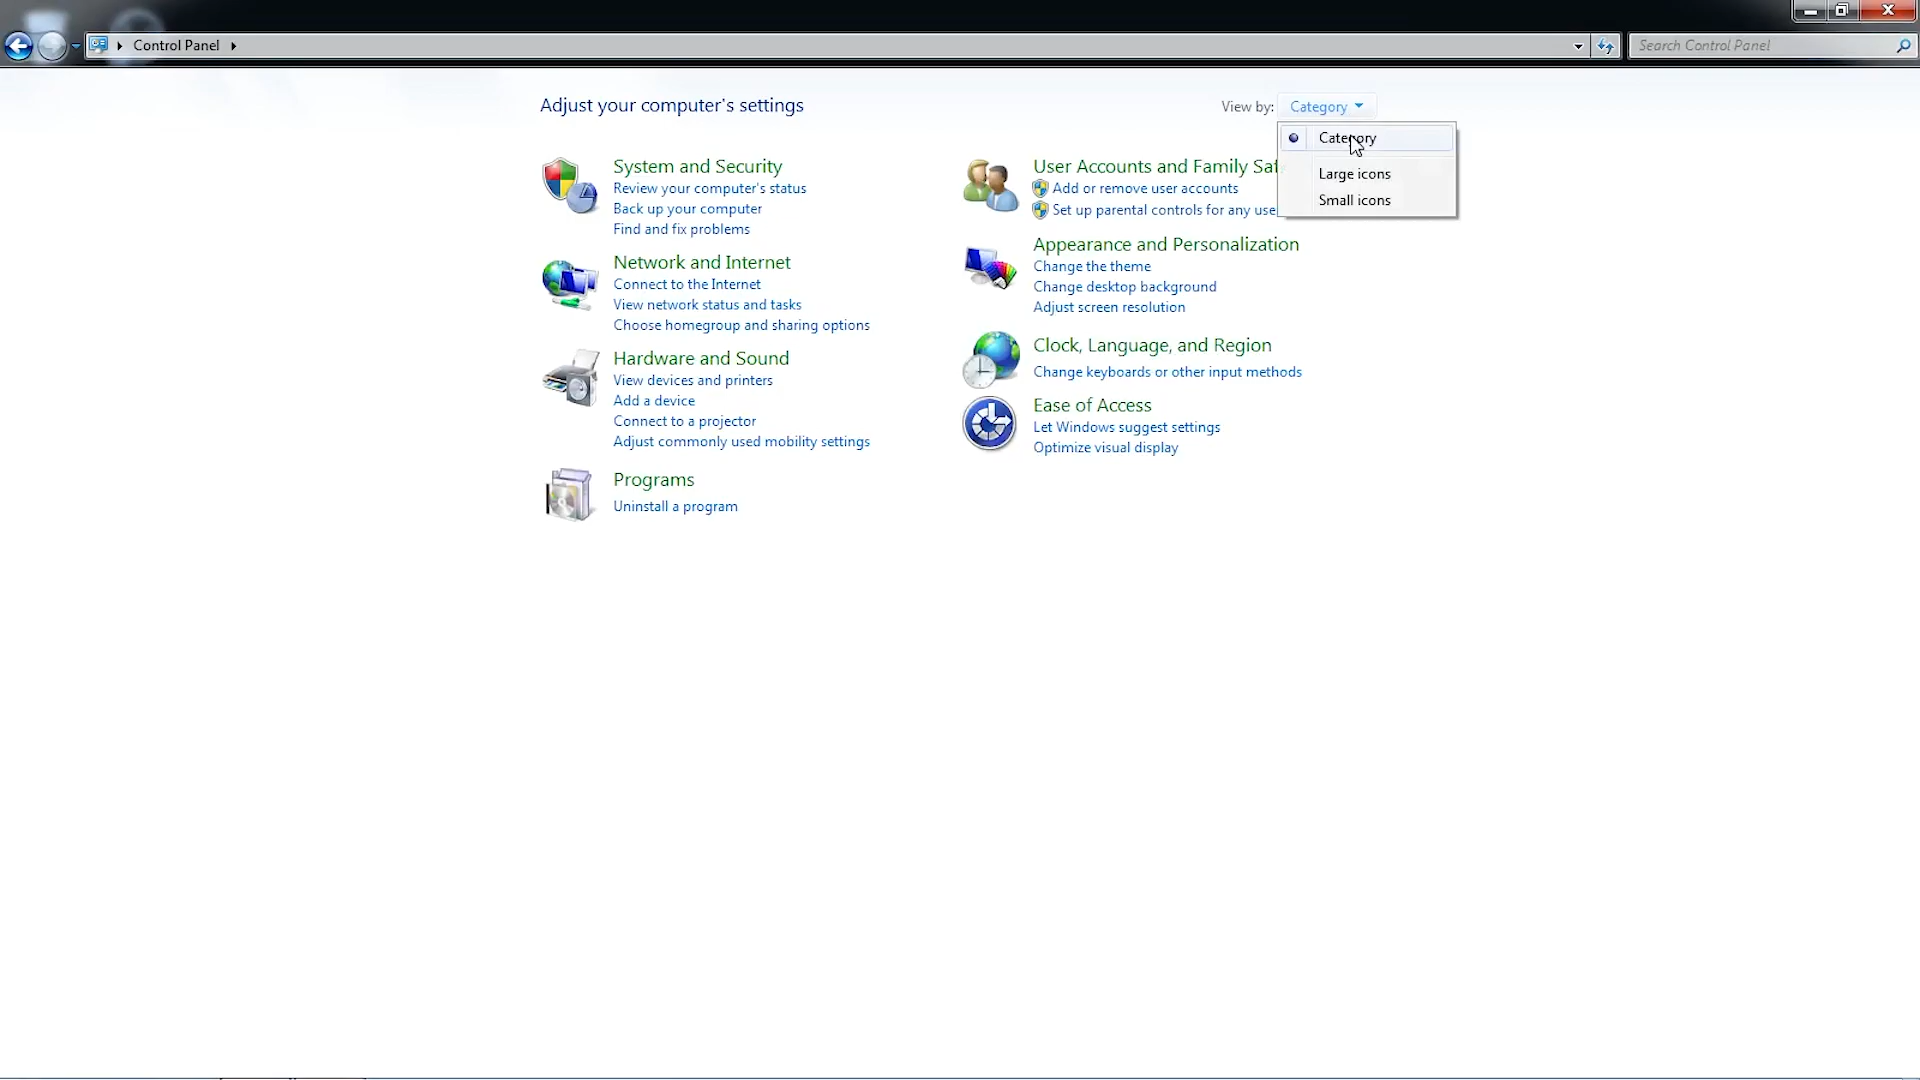 Control Panel
Search Control Panel
Adjust your computer's settings
View by: Category
Category
Large icons
Small icons
System and Security
Review your computer's status
Back up your computer
Find and fix problems
Network and Internet
Connect to the Internet
View network status and tasks
Choose homegroup and sharing options
Hardware and Sound
View devices and printers
Add a device
Connect to a projector
Adjust commonly used mobility settings
Programs
Uninstall a program
User Accounts and Family Saf
Add or remove user accounts
Set up parental controls for any use
Appearance and Personalization
Change the theme
Change desktop background
Adjust screen resolution
Clock, Language, and Region
Change keyboards or other input methods
Ease of Access
Let Windows suggest settings
Optimize visual display